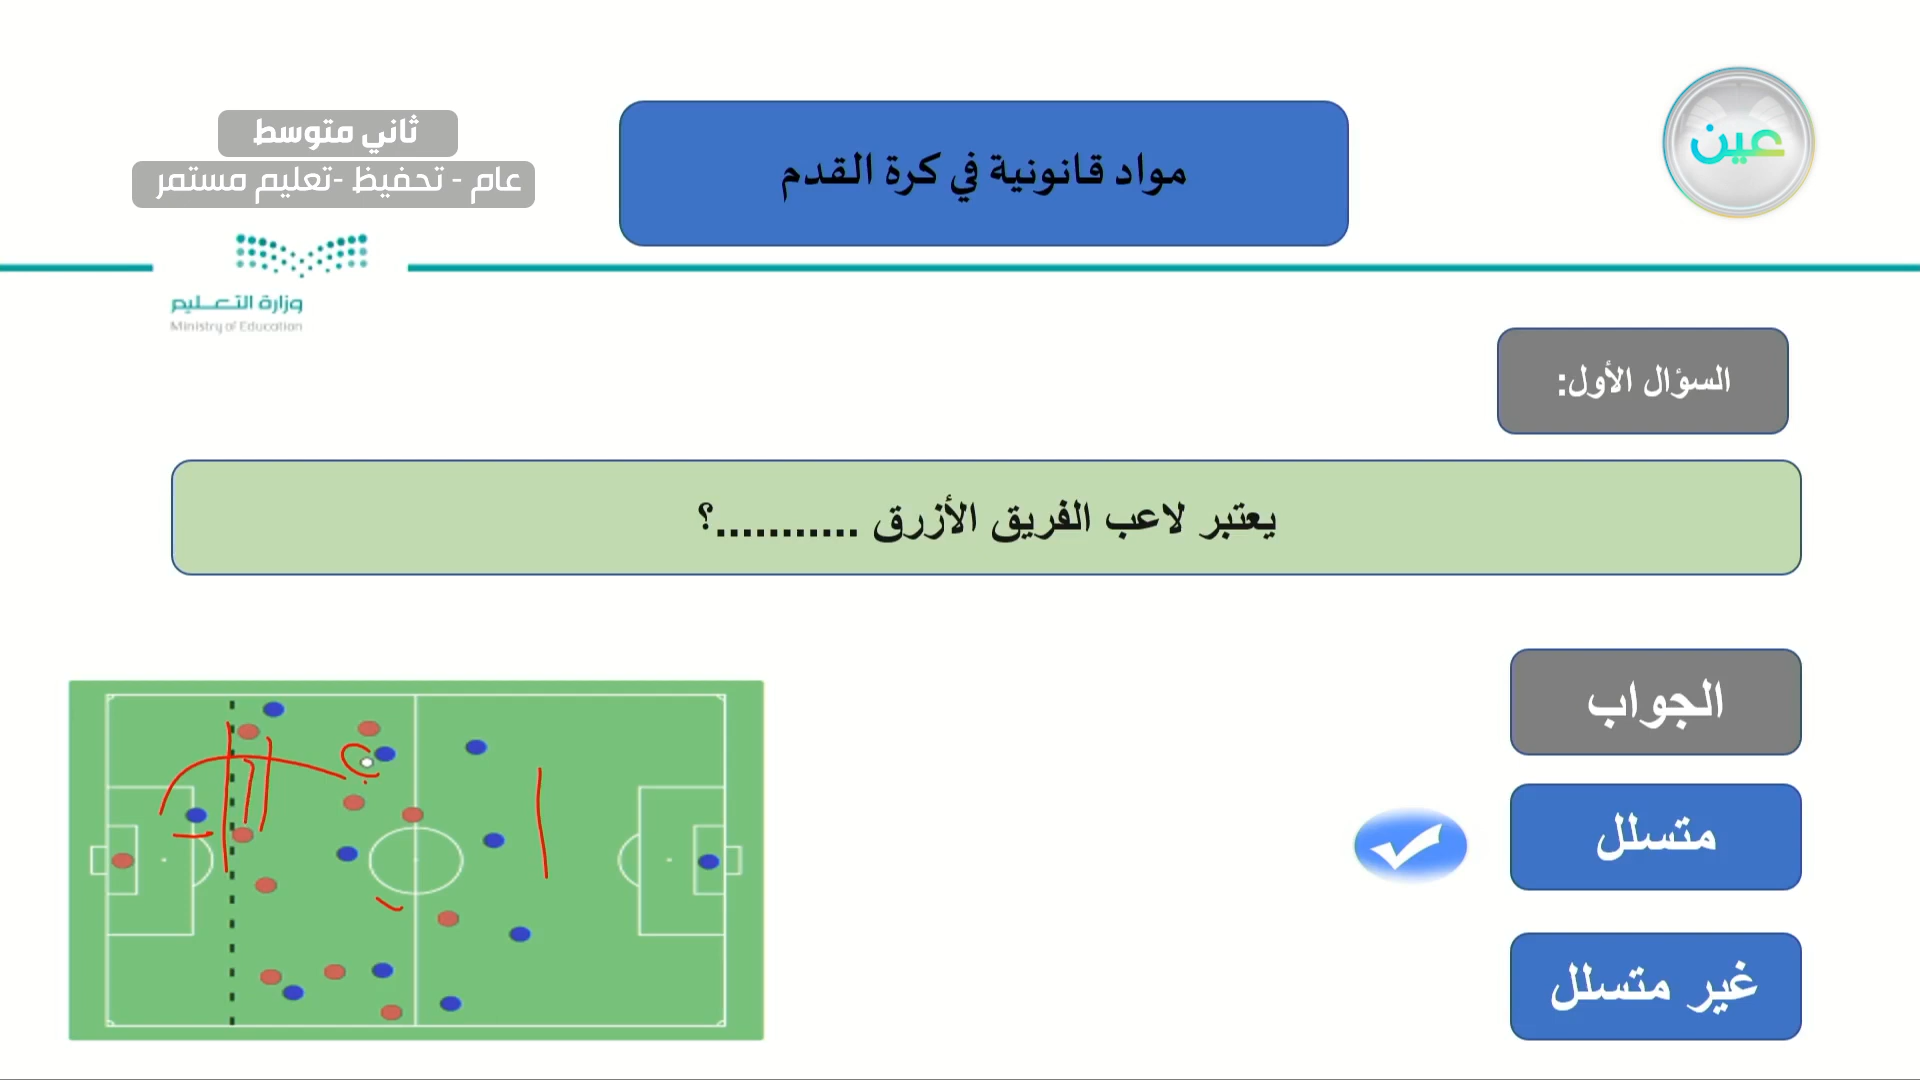 عين
مواد قانونية في كرة القدم
ثاني متوسط
عام - تحفيظ -تعليم مستمر
وزارة التعليم
Ministry of Education
السؤال الأول:
يعتبر لاعب الفريق الأزرق ...........؟
الجواب
متسلل
غير متسلل